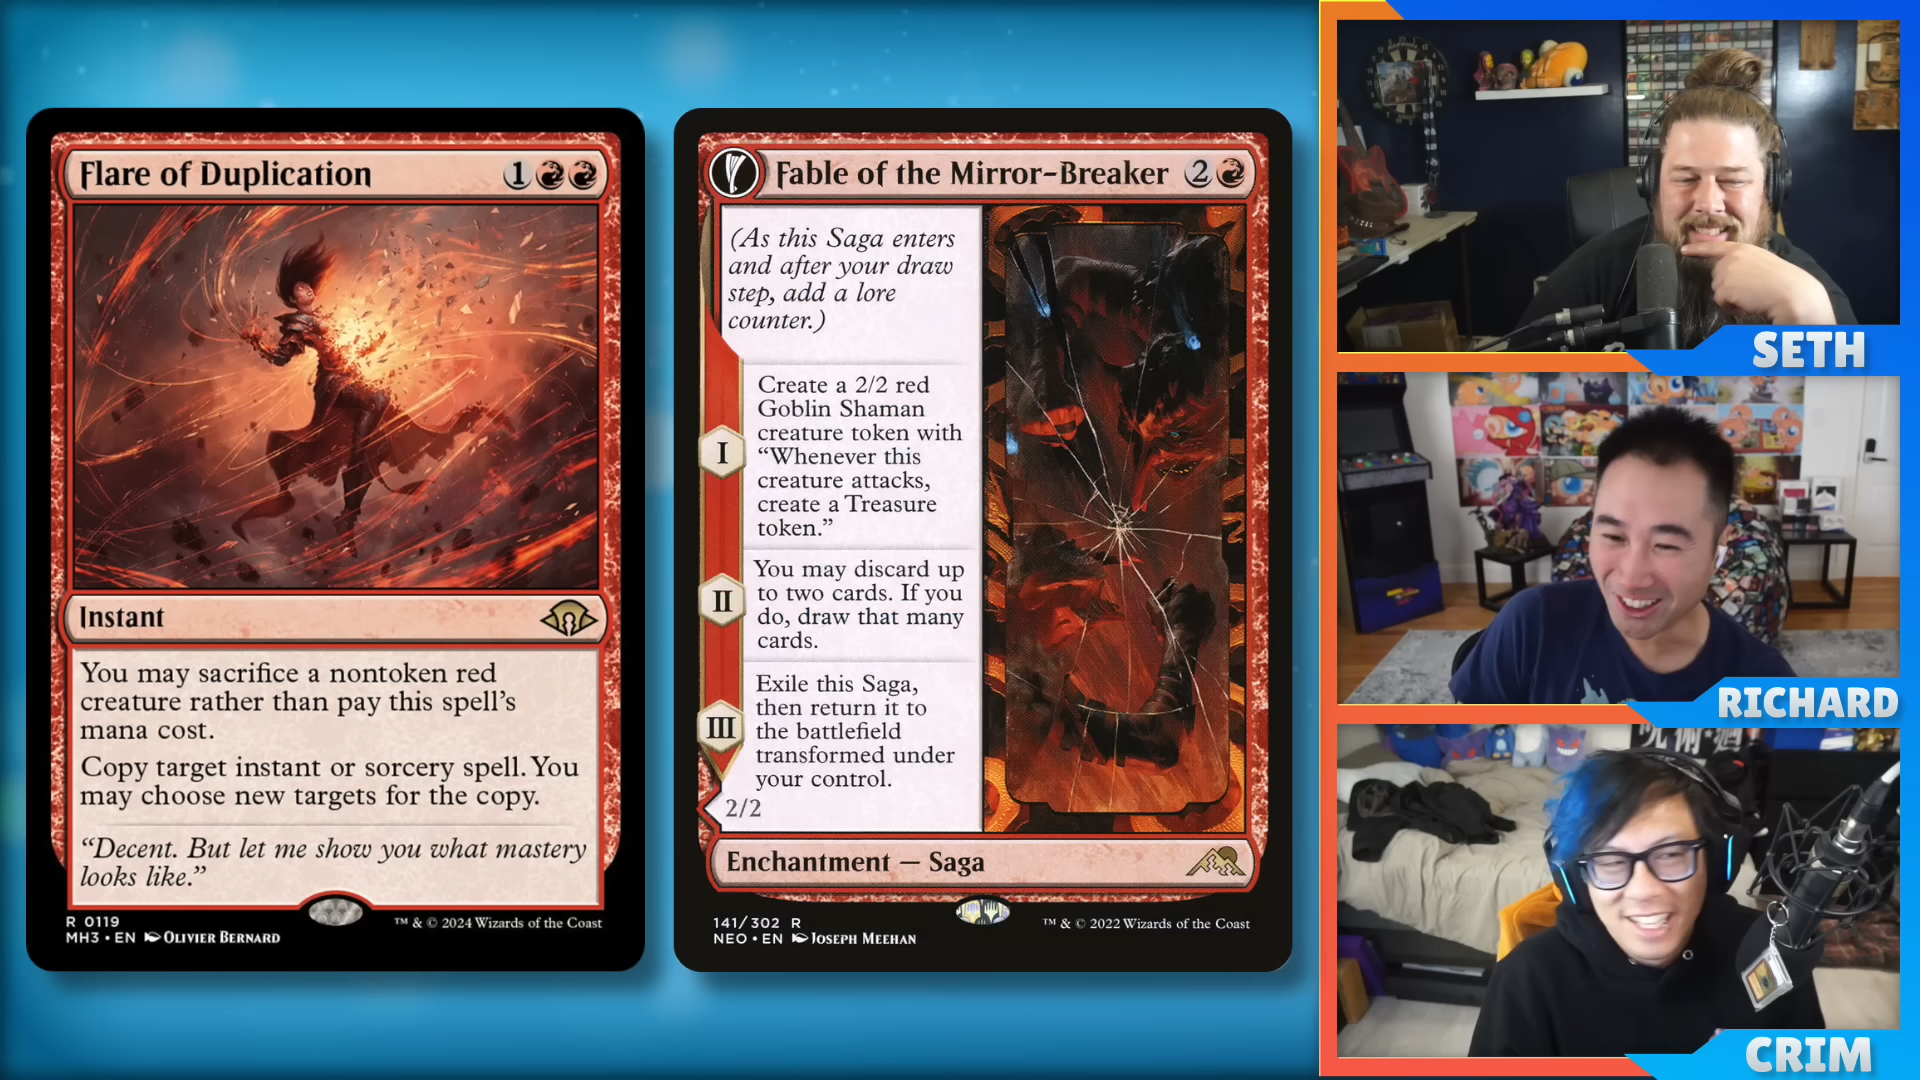 Flare of Duplication 1
Instant
You may sacrifice a nontoken red
creature rather than pay this spell's
mana cost.
Copy target instant or sorcery spell. You
may choose new targets for the copy.
“Decent. But let me show you what mastery
looks like.”
R 0119
MH3 • EN OLIVIER BERNARD
™ & © 2024 Wizards of the Coast
Fable of the Mirror-Breaker 2
(As this Saga enters
and after your draw
step, add a lore
counter.)
I
Create a 2/2 red
Goblin Shaman
creature token with
“Whenever this
creature attacks,
create a Treasure
token.”
II
You may discard up
to two cards. If you
do, draw that many
cards.
III
Exile this Saga,
then return it to
the battlefield
transformed under
your control.
2/2
Enchantment — Saga
141/302 R
NEO • EN JOSEPH MEEHAN
™ & © 2022 Wizards of the Coast
SETH
RICHARD
CRIM